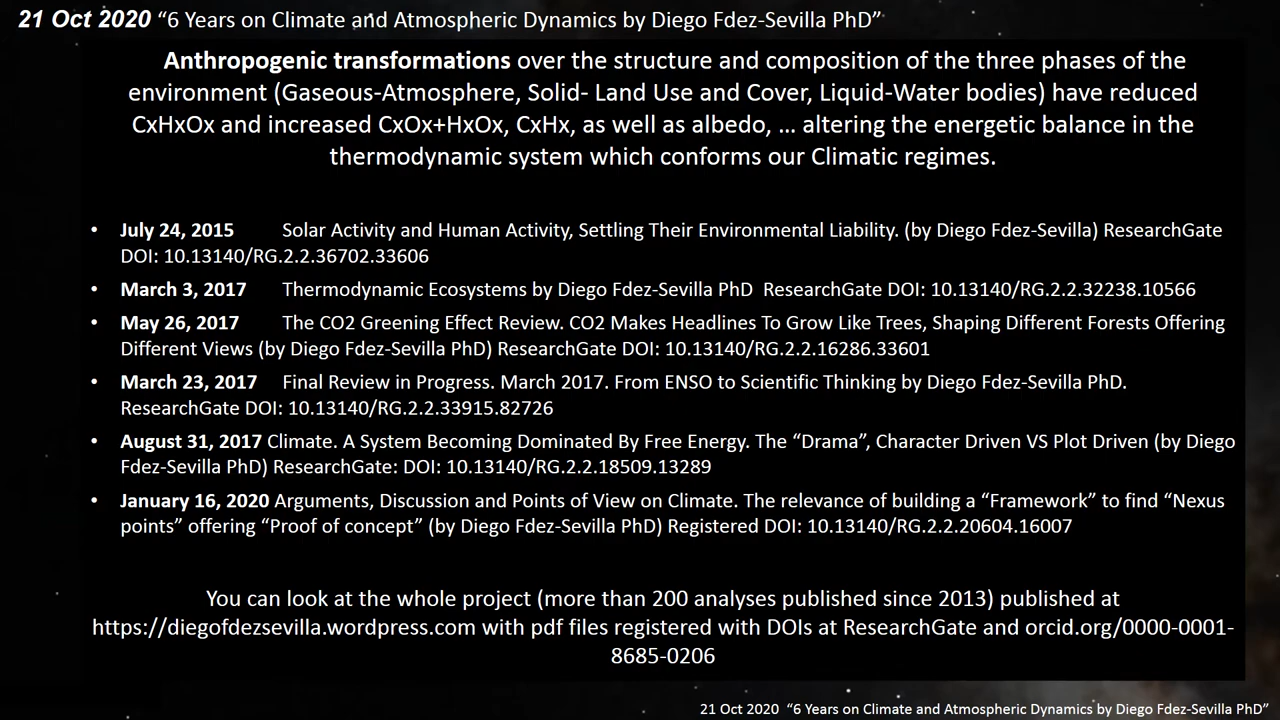 21 Oct 2020 “6 Years on Climate and Atmospheric Dynamics by Diego Fdez-Sevilla PhD”
Anthropogenic transformations over the structure and composition of the three phases of the
environment (Gaseous-Atmosphere, Solid- Land Use and Cover, Liquid-Water bodies) have reduced
CxHxOx and increased CxOx+HxOx, CxHx, as well as albedo, … altering the energetic balance in the
thermodynamic system which conforms our Climatic regimes.
• July 24, 2015 Solar Activity and Human Activity, Settling Their Environmental Liability. (by Diego Fdez-Sevilla) ResearchGate
DOI: 10.13140/RG.2.2.36702.33606
• March 3, 2017 Thermodynamic Ecosystems by Diego Fdez-Sevilla PhD ResearchGate DOI: 10.13140/RG.2.2.32238.10566
• May 26, 2017 The CO2 Greening Effect Review. CO2 Makes Headlines To Grow Like Trees, Shaping Different Forests Offering
Different Views (by Diego Fdez-Sevilla PhD) ResearchGate DOI: 10.13140/RG.2.2.16286.33601
• March 23, 2017 Final Review in Progress. March 2017. From ENSO to Scientific Thinking by Diego Fdez-Sevilla PhD.
ResearchGate DOI: 10.13140/RG.2.2.33915.82726
• August 31, 2017 Climate. A System Becoming Dominated By Free Energy. The “Drama”, Character Driven VS Plot Driven (by Diego
Fdez-Sevilla PhD) ResearchGate: DOI: 10.13140/RG.2.2.18509.13289
• January 16, 2020 Arguments, Discussion and Points of View on Climate. The relevance of building a “Framework” to find “Nexus
points” offering “Proof of concept” (by Diego Fdez-Sevilla PhD) Registered DOI: 10.13140/RG.2.2.20604.16007
You can look at the whole project (more than 200 analyses published since 2013) published at
https://diegofdezsevilla.wordpress.com with pdf files registered with DOIs at ResearchGate and orcid.org/0000-0001-
8685-0206
21 Oct 2020 “6 Years on Climate and Atmospheric Dynamics by Diego Fdez-Sevilla PhD”